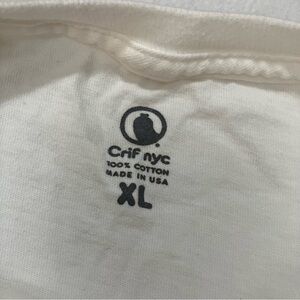 Crif nyc
100% COTTON
MADE IN USA
XL